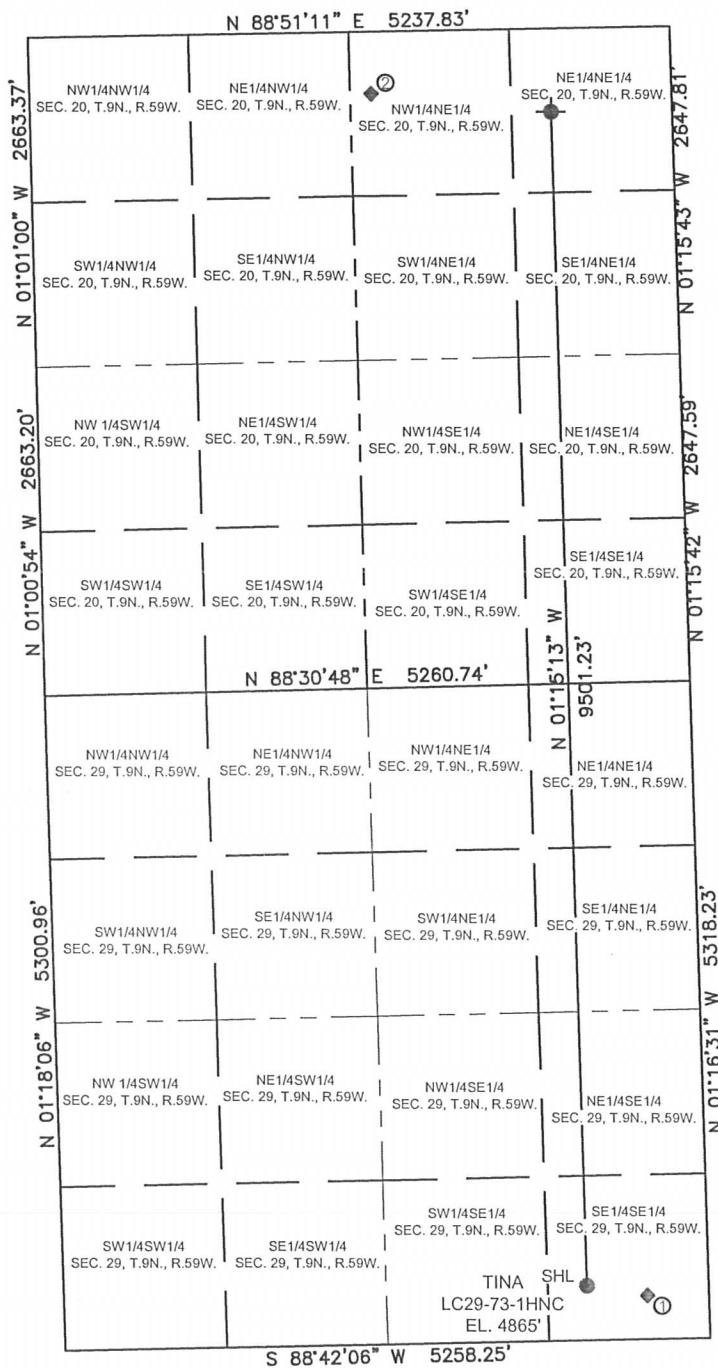 N 88°51'11" E 5237.83'
N 01°01'00" W 2663.37'
NW1/4NW1/4
SEC. 20, T.9N., R.59W.
NE1/4NW1/4
SEC. 20, T.9N., R.59W.
②
NW1/4NE1/4
SEC. 20, T.9N., R.59W.
NE1/4NE1/4
SEC. 20, T.9N., R.59W.
N 01°15'43" W 2647.81'
SW1/4NW1/4
SEC. 20, T.9N., R.59W.
SE1/4NW1/4
SEC. 20, T.9N., R.59W.
SW1/4NE1/4
SEC. 20, T.9N., R.59W.
SE1/4NE1/4
SEC. 20, T.9N., R.59W.
N 01°00'54" W 2663.20'
NW 1/4SW1/4
SEC. 20, T.9N., R.59W.
NE1/4SW1/4
SEC. 20, T.9N., R.59W.
NW1/4SE1/4
SEC. 20, T.9N., R.59W.
NE1/4SE1/4
SEC. 20, T.9N., R.59W.
N 01°15'42" W 2647.59'
SW1/4SW1/4
SEC. 20, T.9N., R.59W.
SE1/4SW1/4
SEC. 20, T.9N., R.59W.
SW1/4SE1/4
SEC. 20, T.9N., R.59W.
SE1/4SE1/4
SEC. 20, T.9N., R.59W.
N 88°30'48" E 5260.74'
N 01°15'13" W
9501.23'
NW1/4NW1/4
SEC. 29, T.9N., R.59W.
NE1/4NW1/4
SEC. 29, T.9N., R.59W.
NW1/4NE1/4
SEC. 29, T.9N., R.59W.
NE1/4NE1/4
SEC. 29, T.9N., R.59W.
N 01°18'06" W 5300.96'
SW1/4NW1/4
SEC. 29, T.9N., R.59W.
SE1/4NW1/4
SEC. 29, T.9N., R.59W.
SW1/4NE1/4
SEC. 29, T.9N., R.59W.
SE1/4NE1/4
SEC. 29, T.9N., R.59W.
N 01°16'31" W 5318.23'
NW 1/4SW1/4
SEC. 29, T.9N., R.59W.
NE1/4SW1/4
SEC. 29, T.9N., R.59W.
NW1/4SE1/4
SEC. 29, T.9N., R.59W.
NE1/4SE1/4
SEC. 29, T.9N., R.59W.
SW1/4SW1/4
SEC. 29, T.9N., R.59W.
SE1/4SW1/4
SEC. 29, T.9N., R.59W.
SW1/4SE1/4
SEC. 29, T.9N., R.59W.
SE1/4SE1/4
SEC. 29, T.9N., R.59W.
TINA SHL
LC29-73-1HNC
EL. 4865'
①
S 88°42'06" W 5258.25'